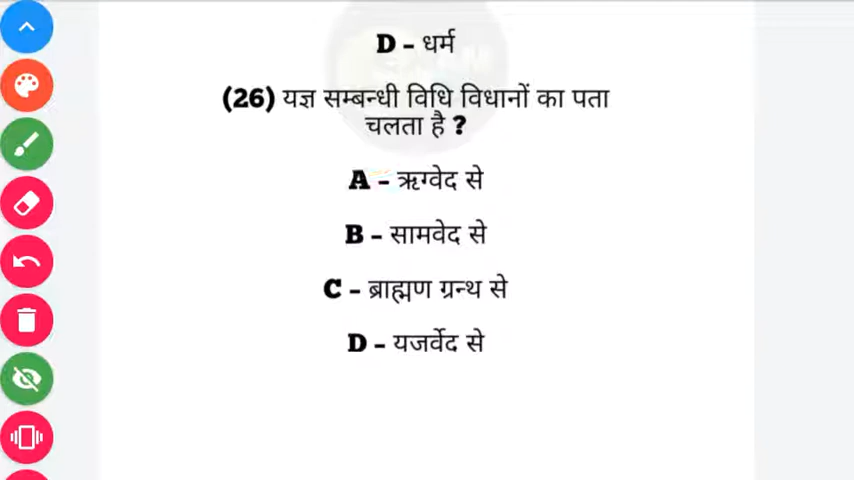 D – धर्म
(26) यज्ञ सम्बन्धी विधि विधानों का पता
चलता है ?
A – ऋग्वेद से
B – सामवेद से
C – ब्राह्मण ग्रन्थ से
D – यजर्वेद से